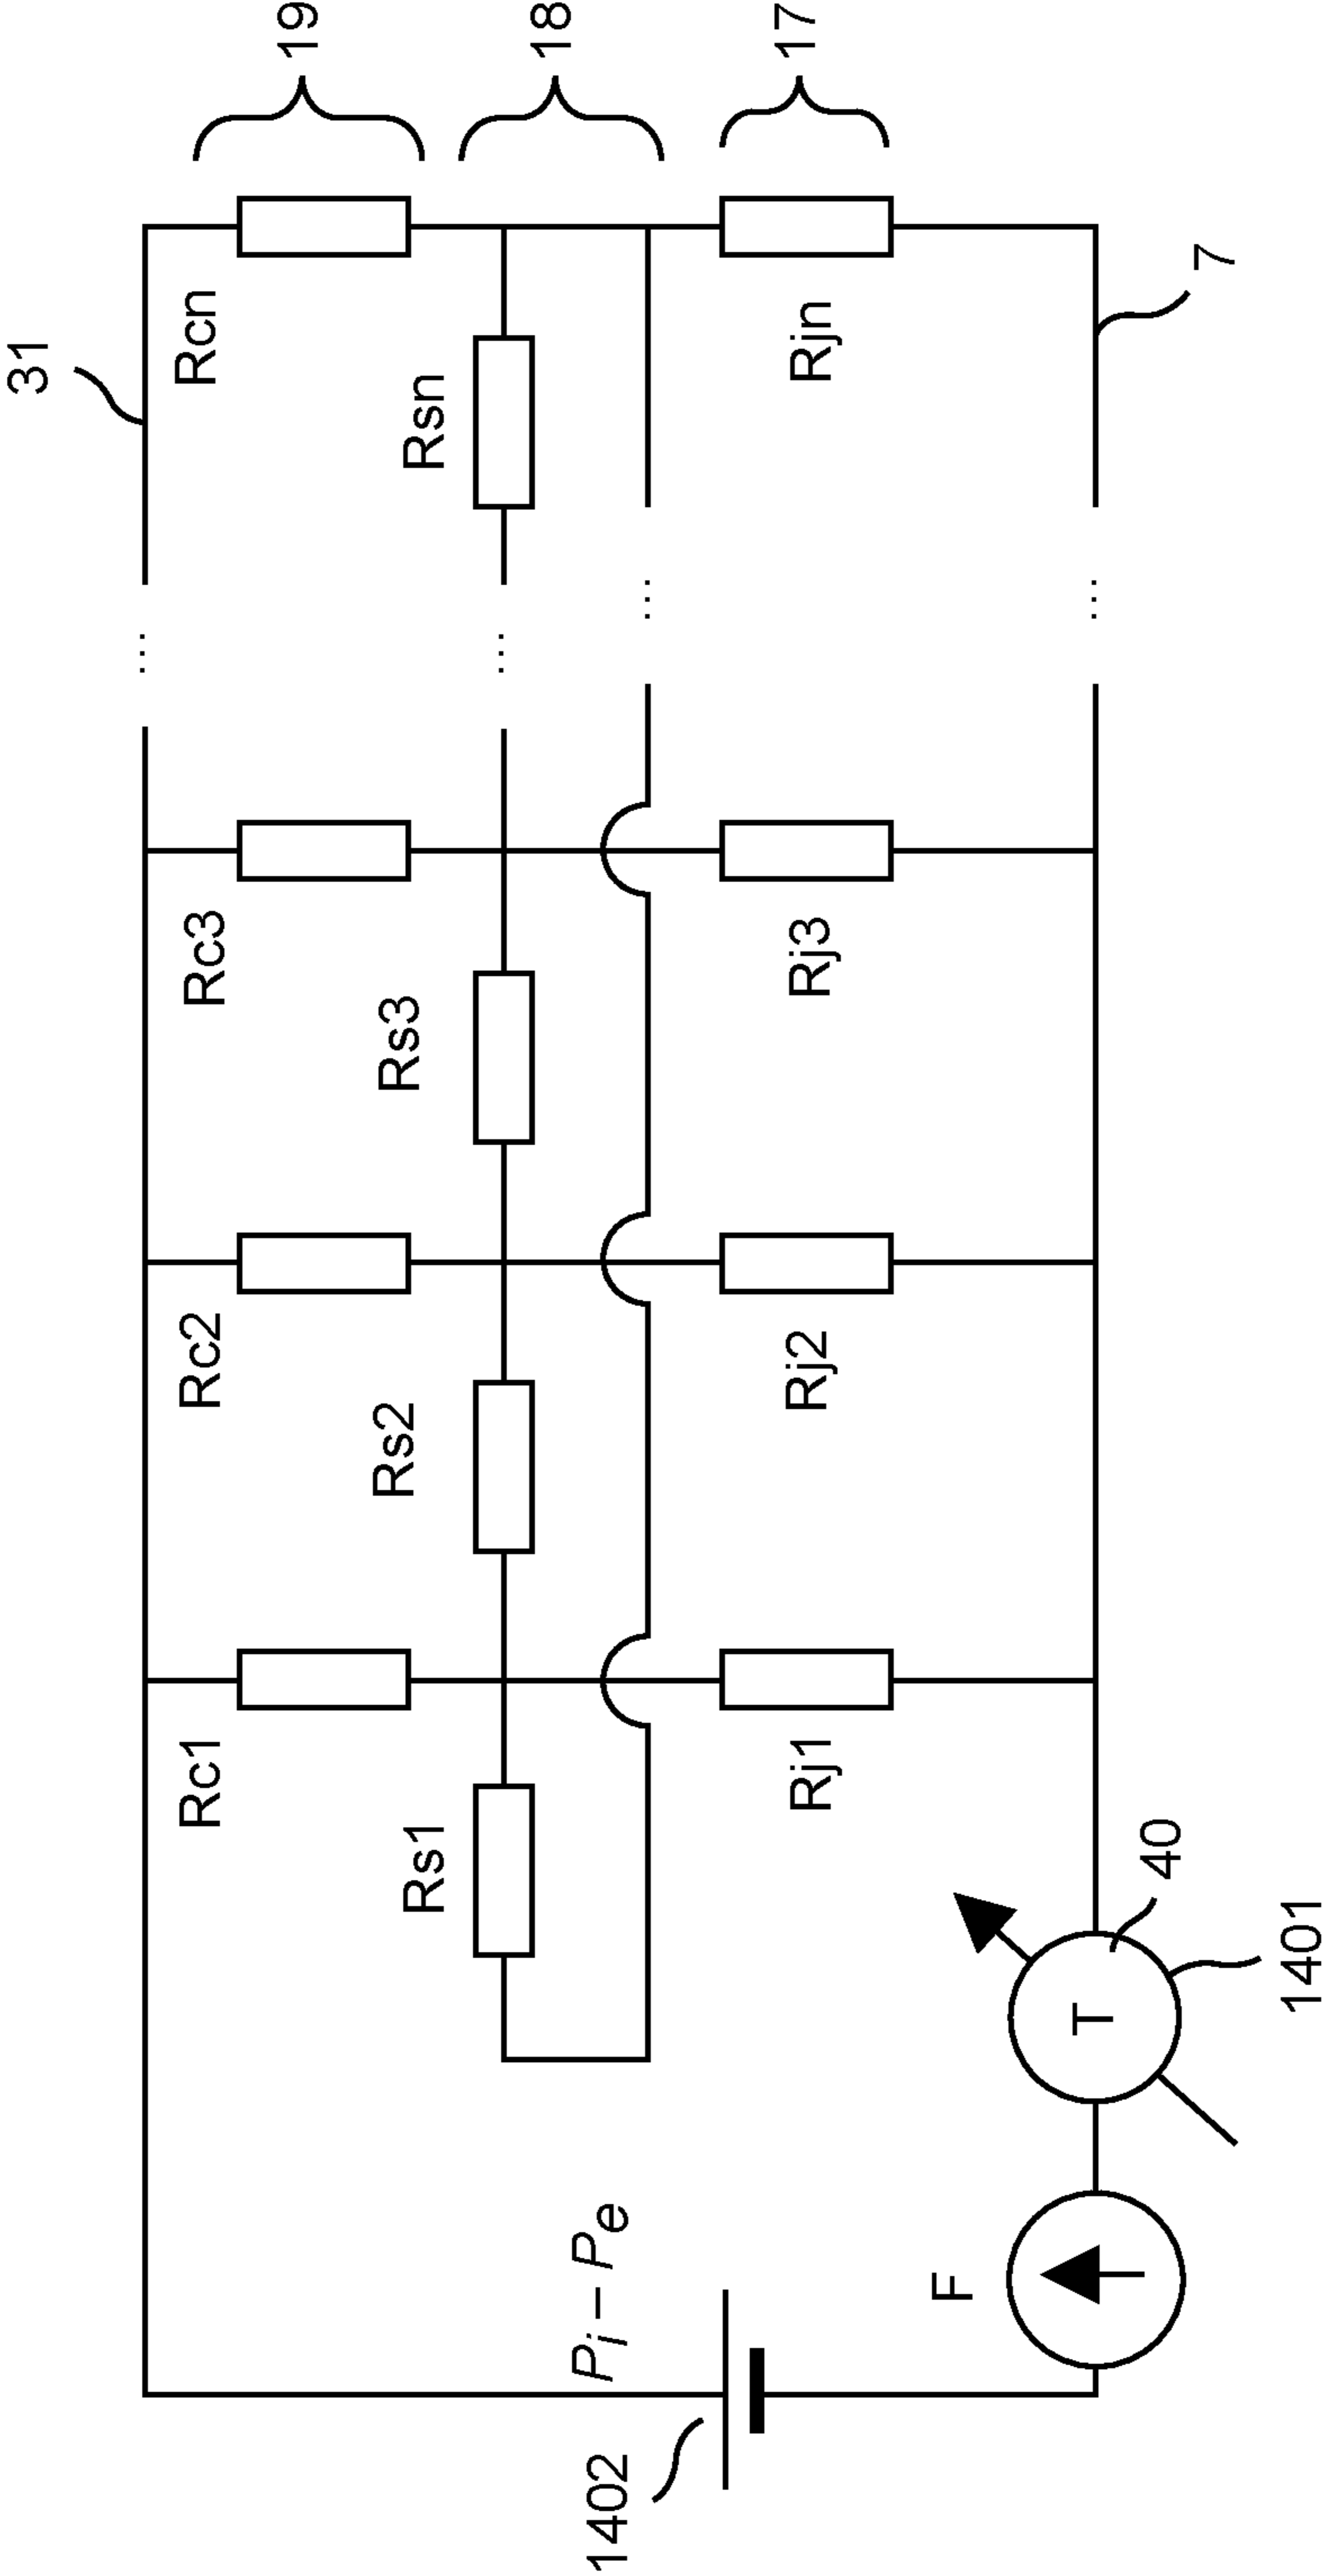 31
19
18
17
7
Rc1
Rc2
Rc3
Rcn
...
Rs1
Rs2
Rs3
Rsn
...
...
Rj1
Rj2
Rj3
Rjn
...
1402
Pi – Pe
F
T
40
1401